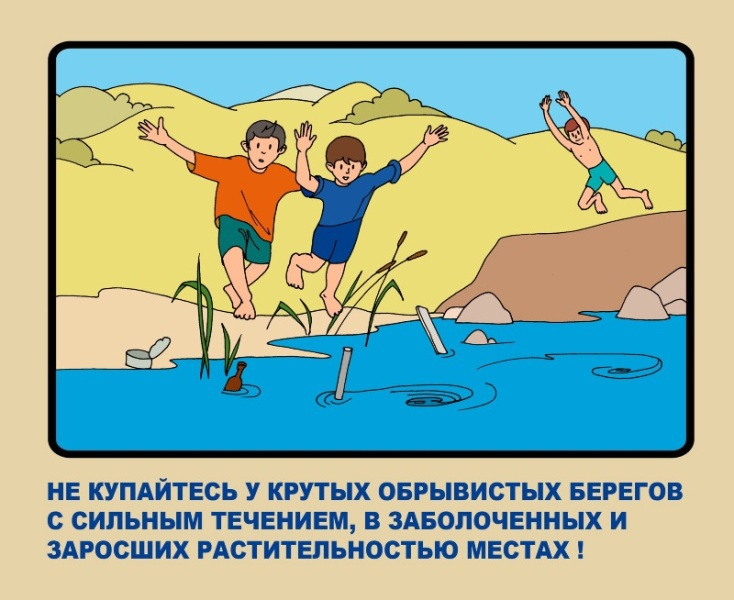 НЕ КУПАЙТЕСЬ У КРУТЫХ ОБРЫВИСТЫХ БЕРЕГОВ
С СИЛЬНЫМ ТЕЧЕНИЕМ, В ЗАБОЛОЧЕННЫХ И
ЗАРОСШИХ РАСТИТЕЛЬНОСТЬЮ МЕСТАХ !